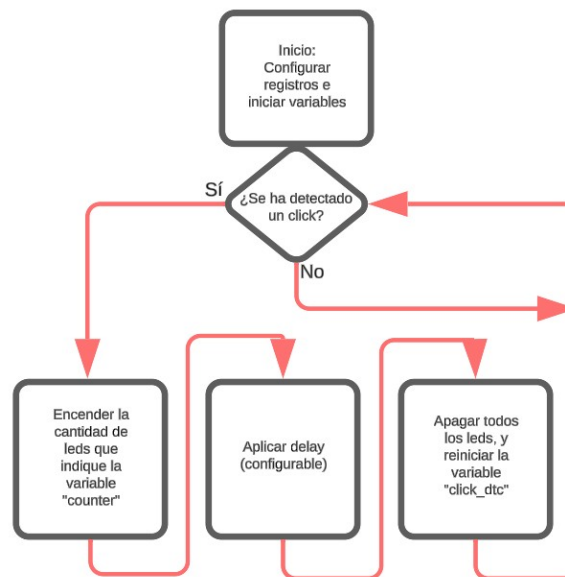 Inicio:
Configurar
registros e
iniciar variables
Sí
¿Se ha detectado
un click?
No
Encender la
cantidad de
leds que
indique la
variable
"counter"
Aplicar delay
(configurable)
Apagar todos
los leds, y
reiniciar la
variable
"click_dtc"